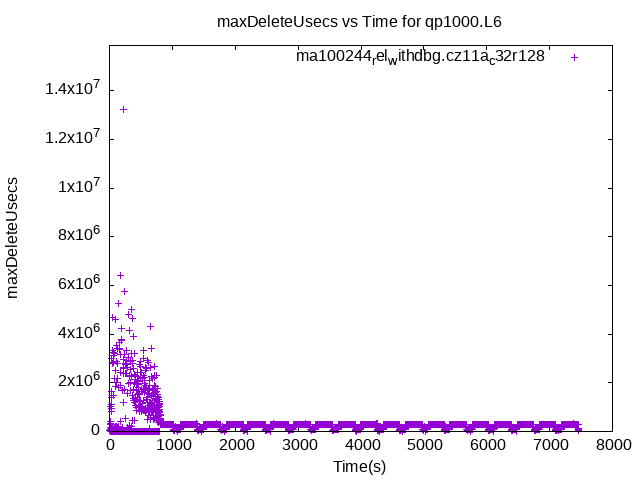 maxDeleteUsecs vs Time for qp1000.L6
ma100244relwithdbg.cz11ac32r128
1.4x10^7
1.2x10^7
1x10^7
8x10^6
6x10^6
4x10^6
2x10^6
0
maxDeleteUsecs
0 1000 2000 3000 4000 5000 6000 7000 8000
Time(s)